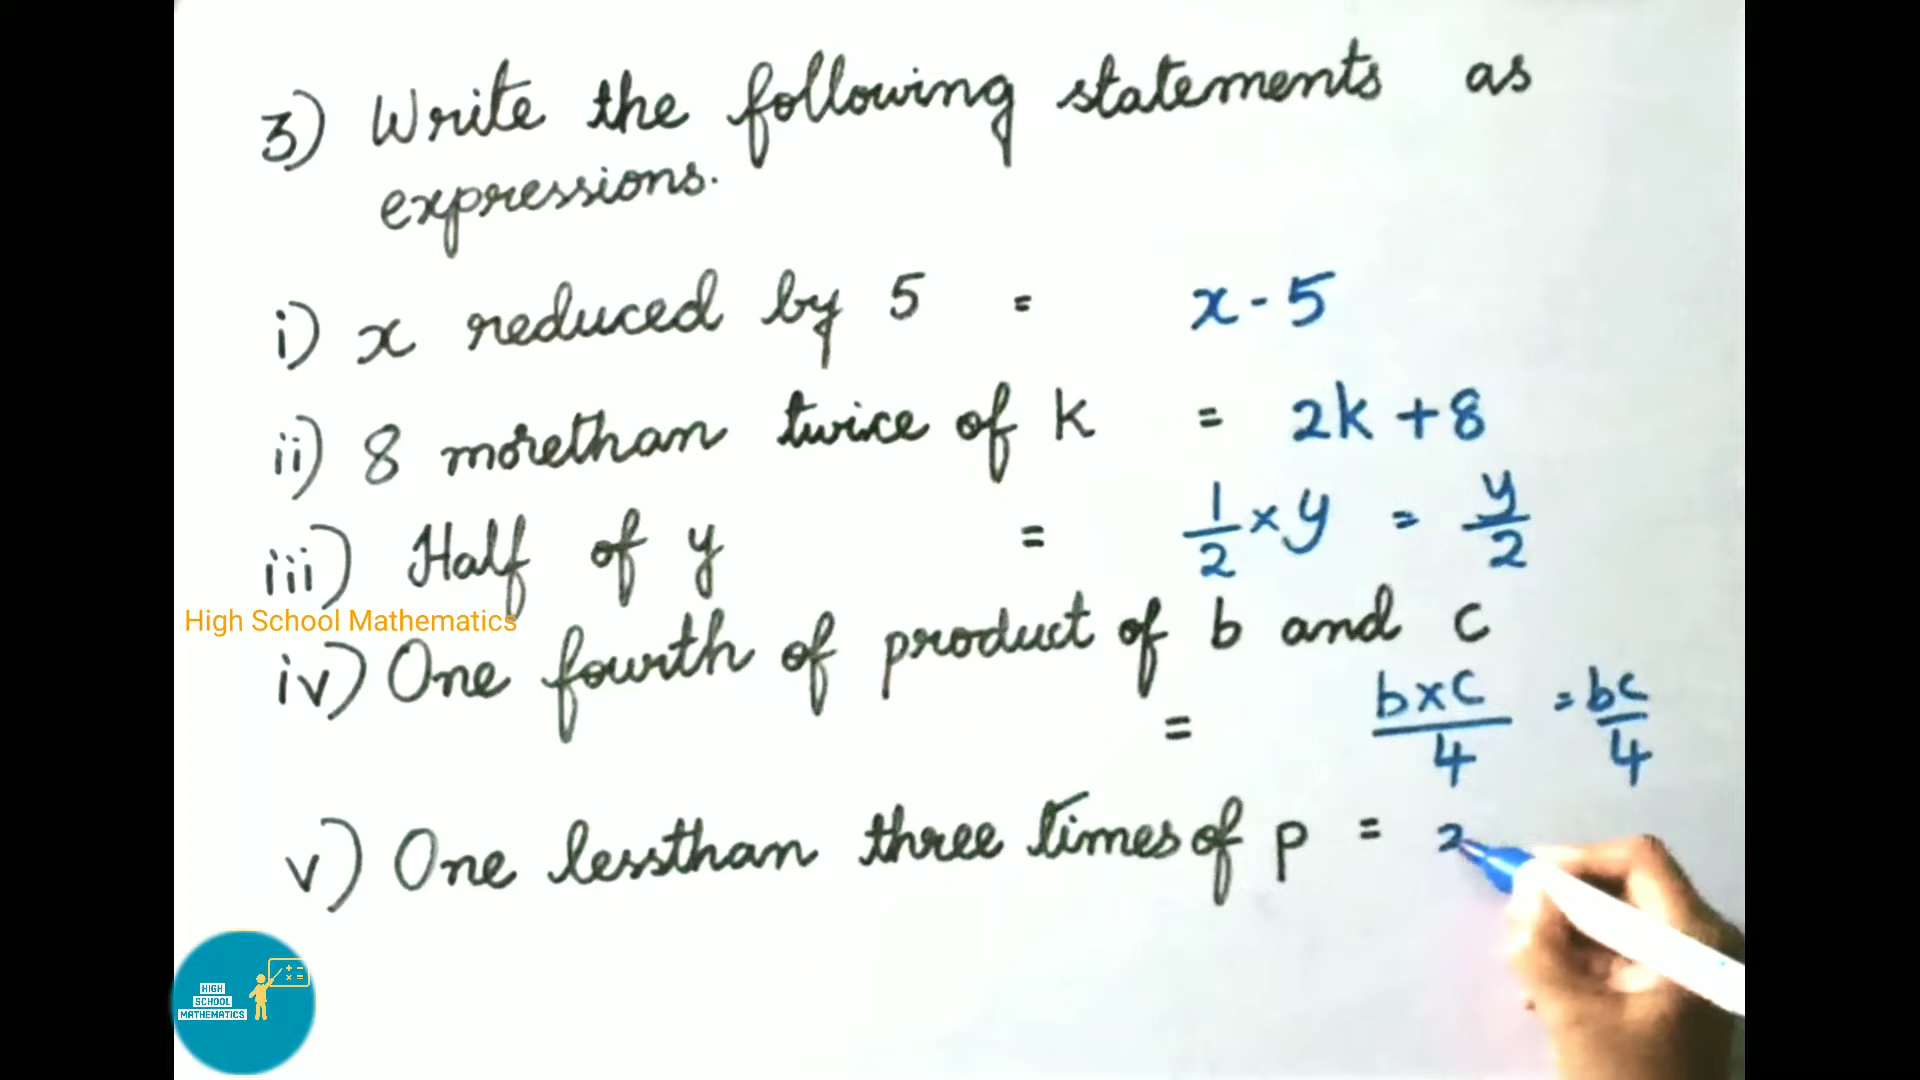 3) Write the following statements as
expressions.
i) x reduced by 5 = x - 5
ii) 8 morethan twice of k = 2k + 8
iii) Half of y = 1/2 × y = y/2
High School Mathematics
iv) One fourth of product of b and c
= b×c/4 = bc/4
v) One lessthan three times of p =
HIGH
SCHOOL
MATHEMATICS